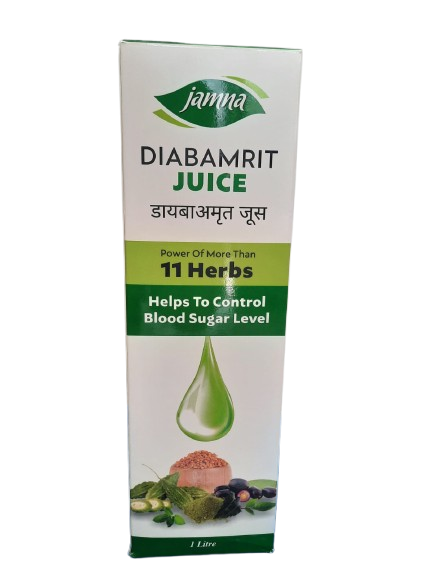 jamna
DIABAMRIT
JUICE
डायबाअमृत जूस
Power Of More Than
11 Herbs
Helps To Control
Blood Sugar Level
1 Litre